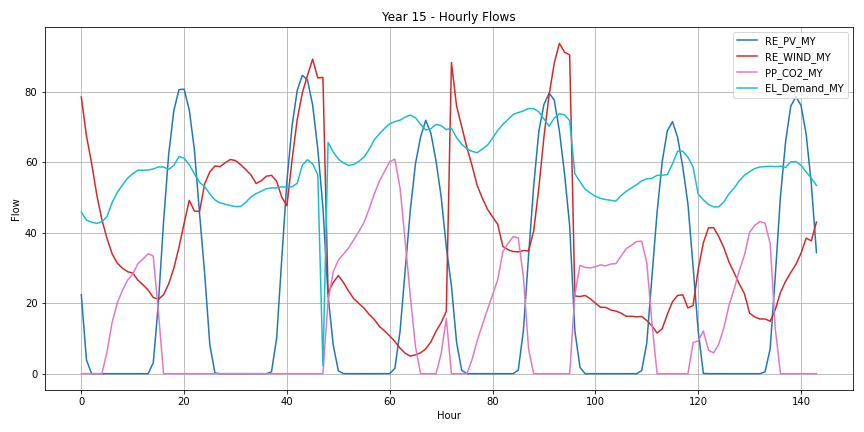 Year 15 - Hourly Flows
RE_PV_MY
RE_WIND_MY
PP_CO2_MY
EL_Demand_MY
Flow
80
60
40
20
0
0 20 40 60 80 100 120 140
Hour